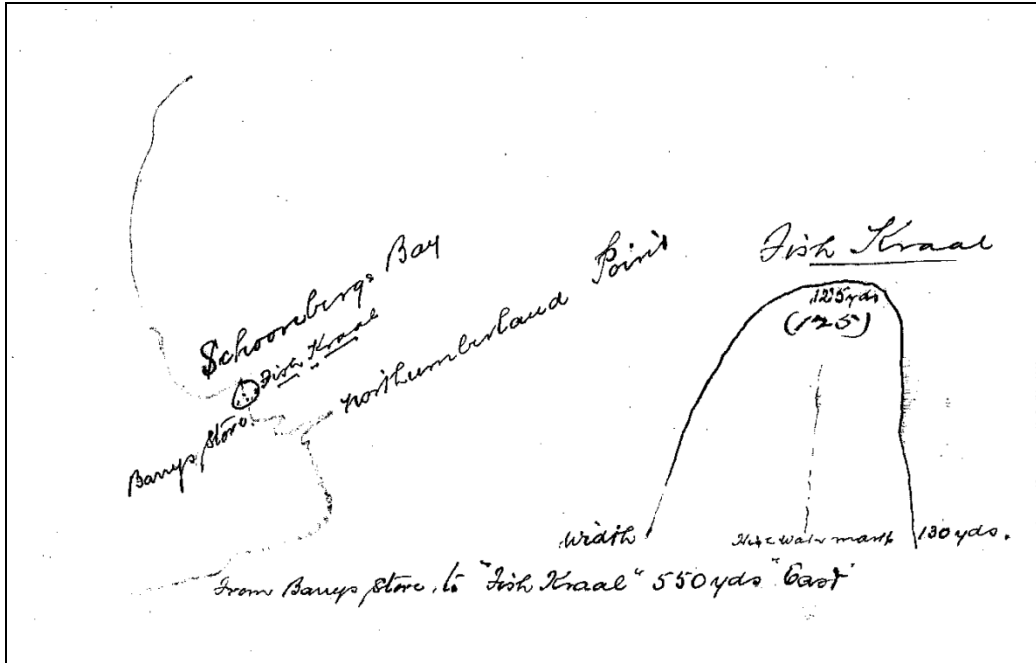 Schoombergs Bay
Fish Kraal
Barrys Store
Northumberland Point
Fish Kraal
125 yds
(125)
Width
High Water mark
130 yds.
From Barrys Store, to "Fish Kraal" 550 yds "East"